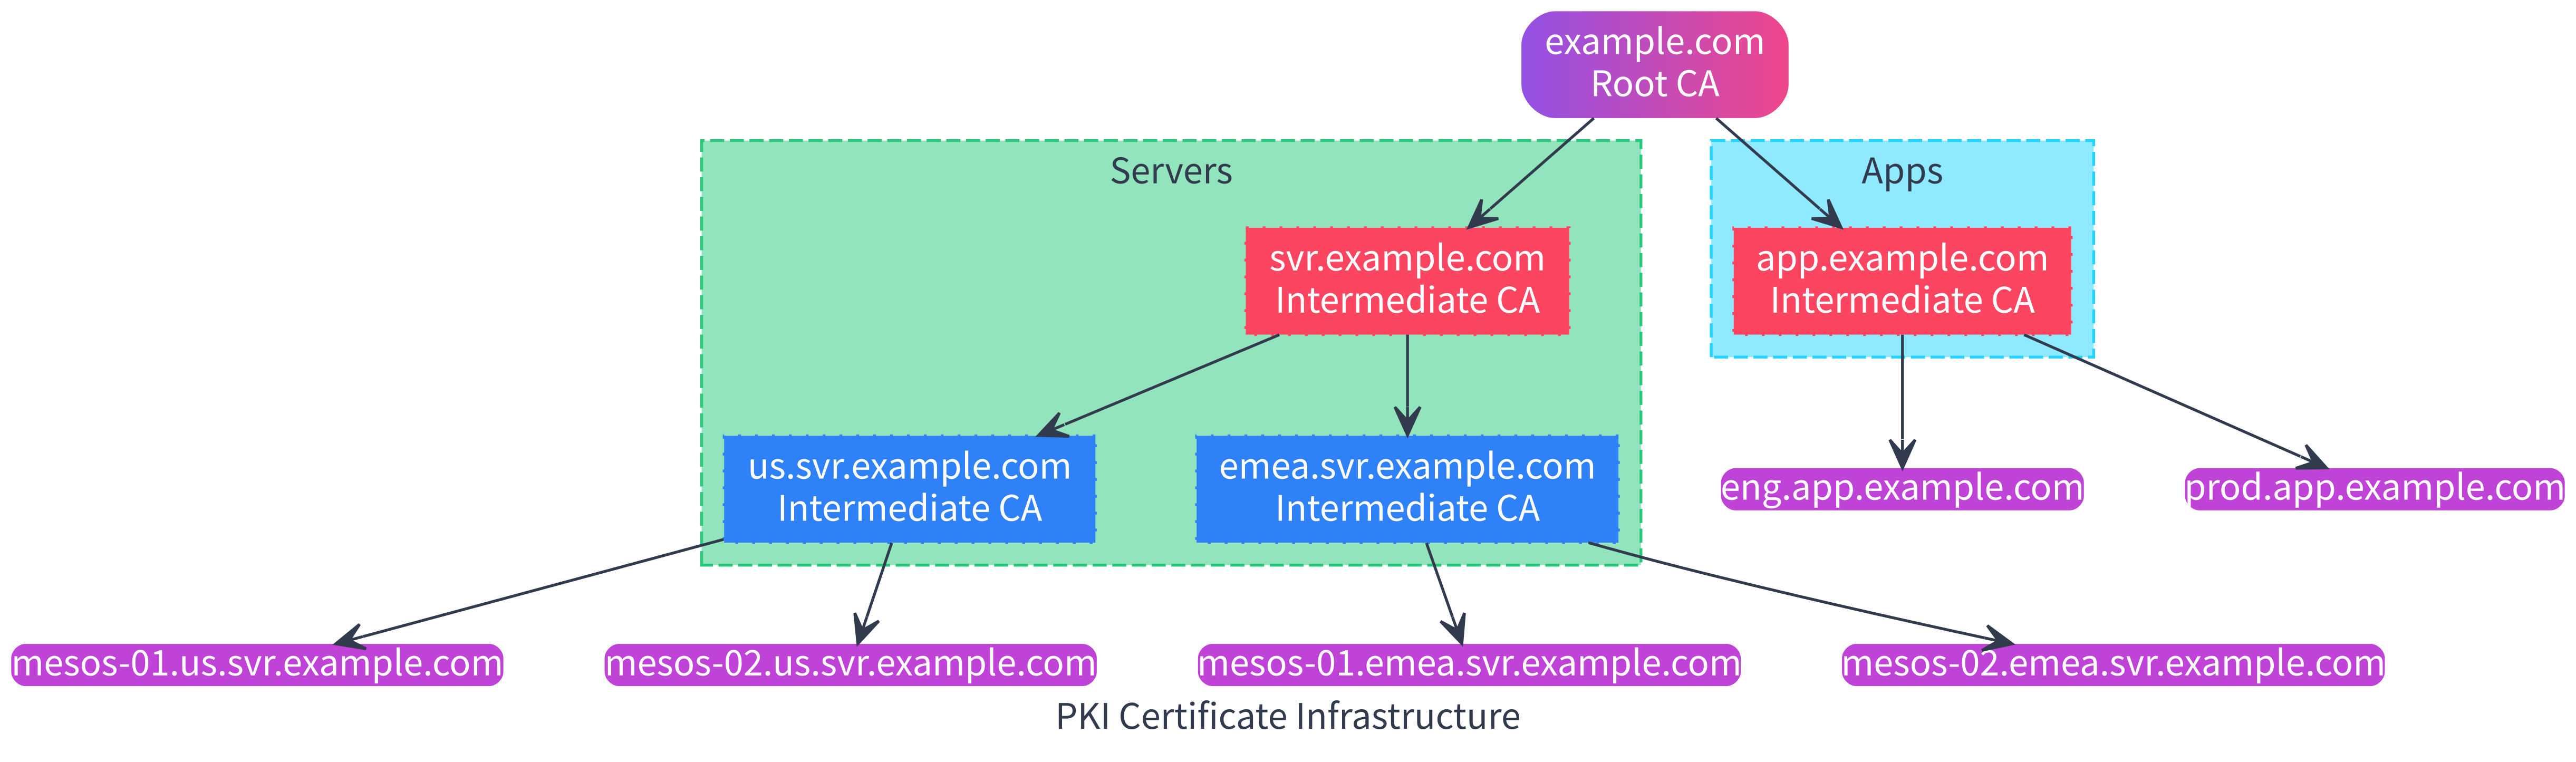 example.com
Root CA
Servers
Apps
svr.example.com
Intermediate CA
app.example.com
Intermediate CA
us.svr.example.com
Intermediate CA
emea.svr.example.com
Intermediate CA
eng.app.example.com
prod.app.example.com
mesos-01.us.svr.example.com
mesos-02.us.svr.example.com
mesos-01.emea.svr.example.com
mesos-02.emea.svr.example.com
PKI Certificate Infrastructure